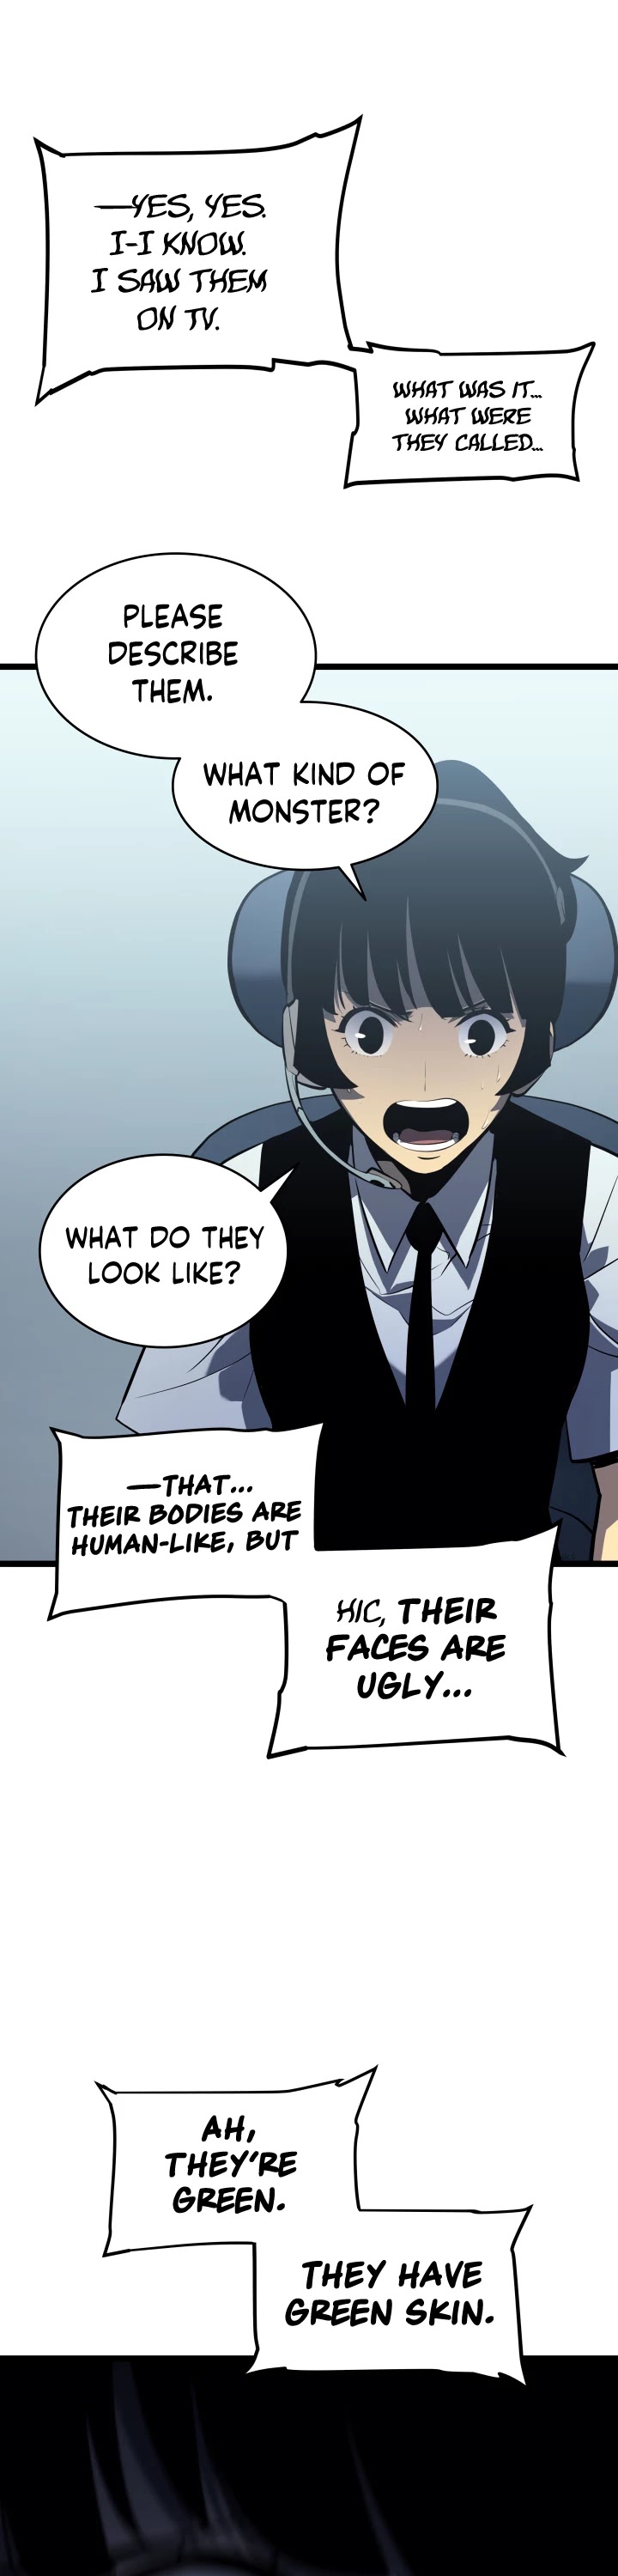 —YES, YES.
I-I KNOW.
I SAW THEM
ON TV.
WHAT WAS IT...
WHAT WERE
THEY CALLED...
PLEASE
DESCRIBE
THEM.
WHAT KIND OF
MONSTER?
WHAT DO THEY
LOOK LIKE?
—THAT...
THEIR BODIES ARE
HUMAN-LIKE, BUT
HIC, THEIR
FACES ARE
UGLY...
AH,
THEY'RE
GREEN.
THEY HAVE
GREEN SKIN.